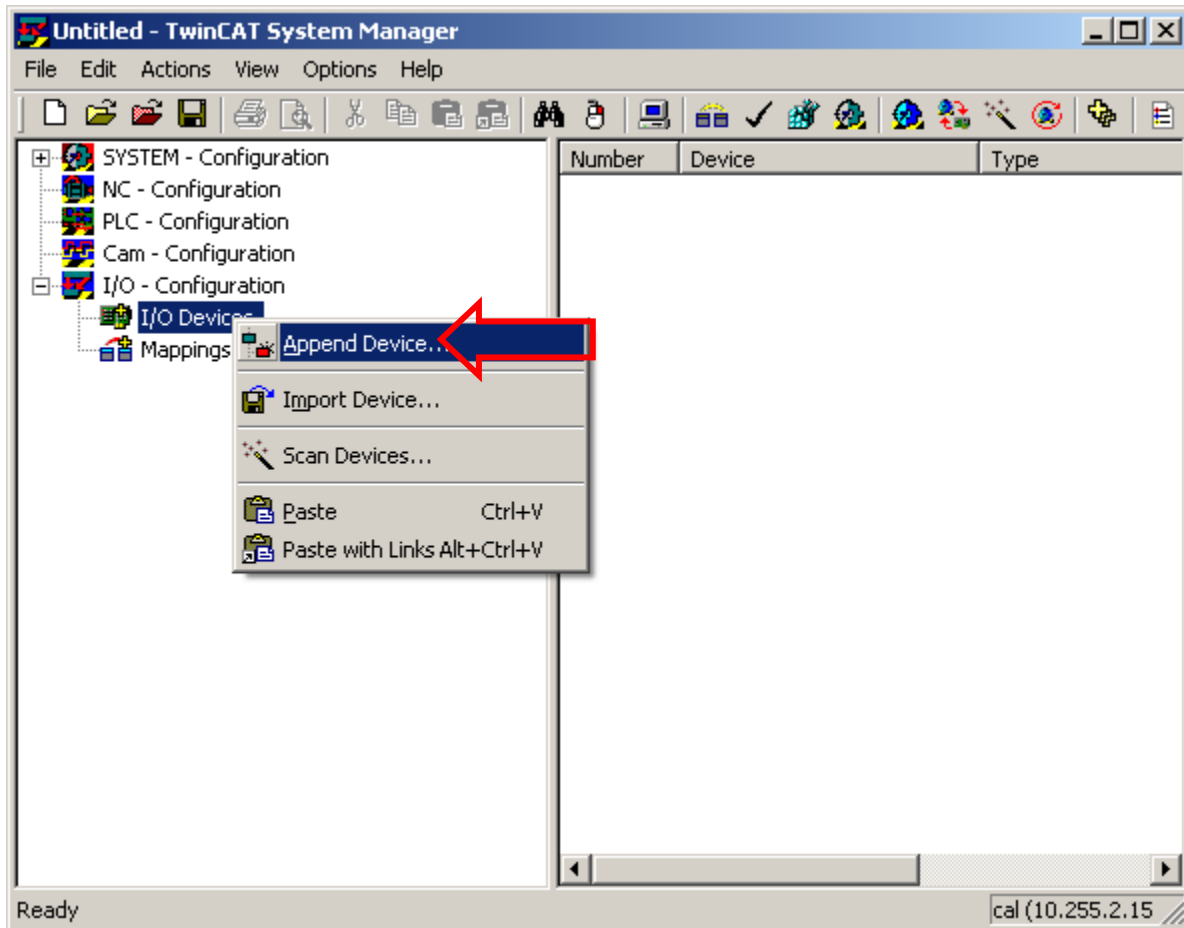 Untitled - TwinCAT System Manager
File Edit Actions View Options Help
SYSTEM - Configuration
NC - Configuration
PLC - Configuration
Cam - Configuration
I/O - Configuration
I/O Devices
Mappings
Append Device...
Import Device...
Scan Devices...
Paste Ctrl+V
Paste with Links Alt+Ctrl+V
Number Device Type
Ready
cal (10.255.2.15